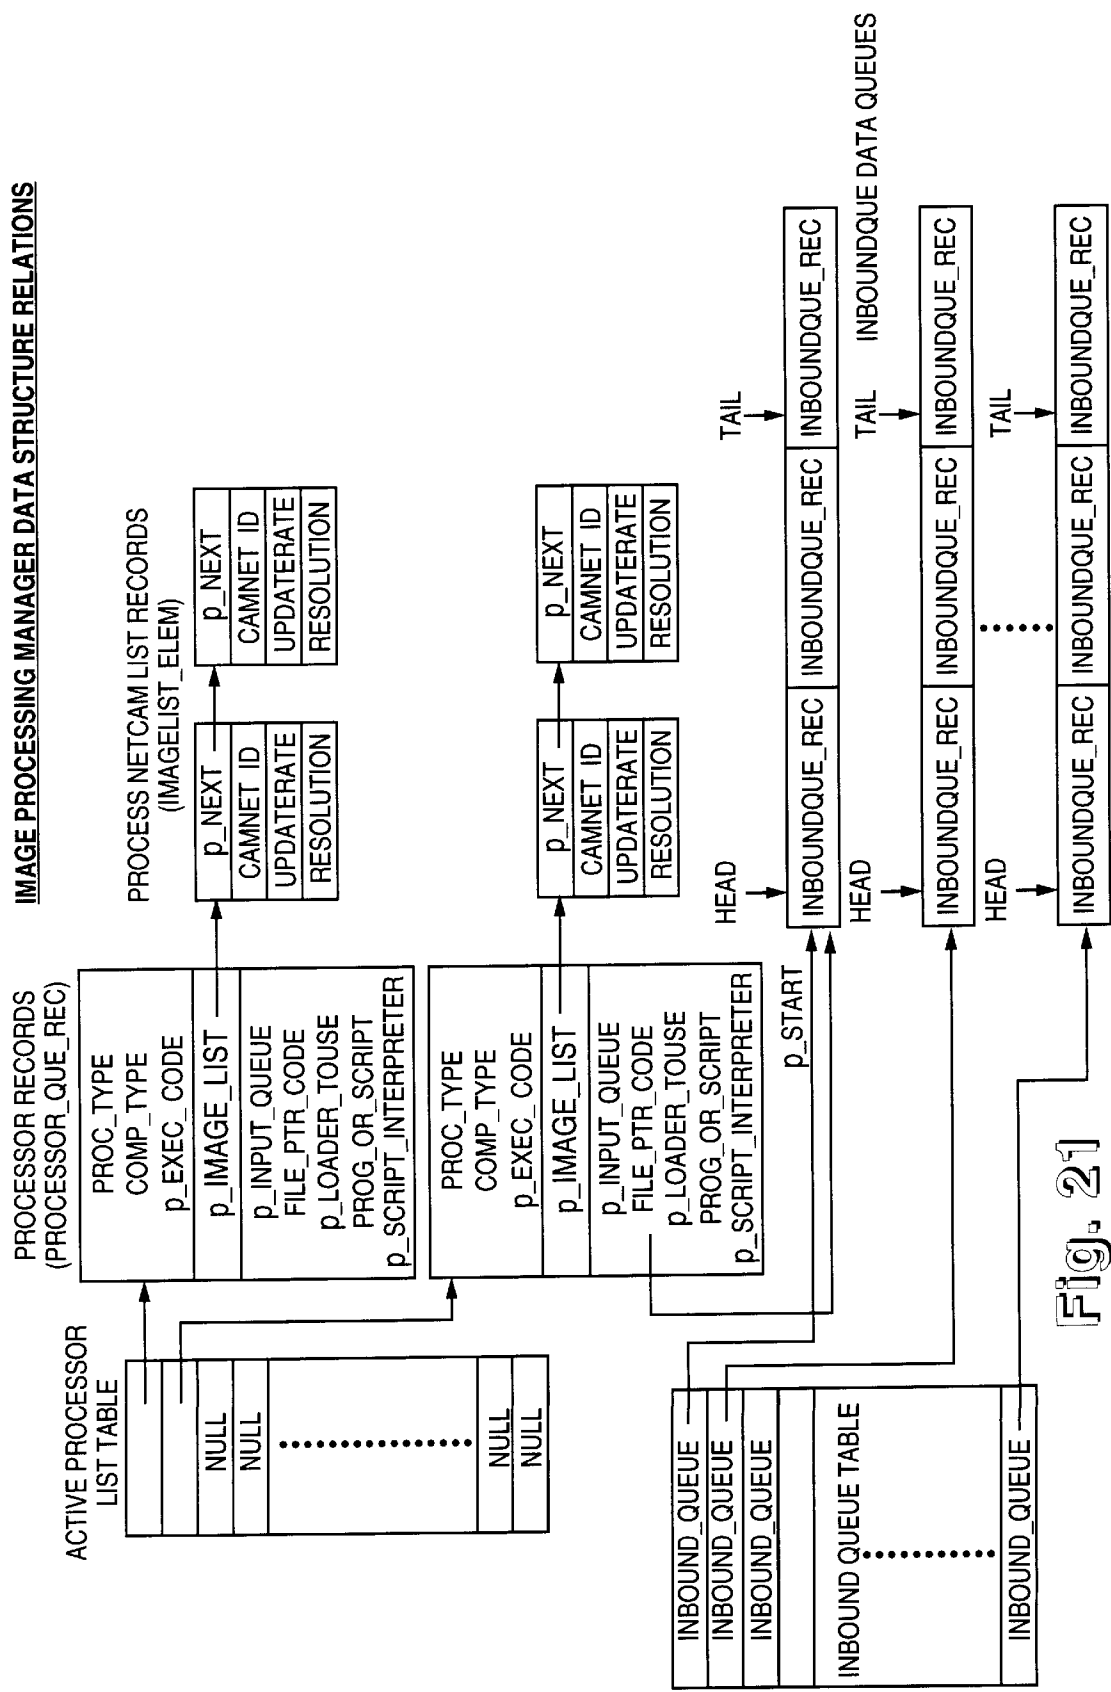 IMAGE PROCESSING MANAGER DATA STRUCTURE RELATIONS
ACTIVE PROCESSOR
LIST TABLE
NULL
NULL
NULL
NULL
PROCESSOR RECORDS
(PROCESSOR_QUE_REC)
PROC_TYPE
COMP_TYPE
p_EXEC_CODE
p_IMAGE_LIST
p_INPUT_QUEUE
FILE_PTR_CODE
p_LOADER_TOUSE
PROG_OR_SCRIPT
p_SCRIPT_INTERPRETER
PROC_TYPE
COMP_TYPE
p_EXEC_CODE
p_IMAGE_LIST
p_INPUT_QUEUE
FILE_PTR_CODE
p_LOADER_TOUSE
PROG_OR_SCRIPT
p_SCRIPT_INTERPRETER
PROCESS NETCAM LIST RECORDS
(IMAGELIST_ELEM)
p_NEXT
CAMNET ID
UPDATERATE
RESOLUTION
p_NEXT
CAMNET ID
UPDATERATE
RESOLUTION
p_NEXT
CAMNET ID
UPDATERATE
RESOLUTION
p_NEXT
CAMNET ID
UPDATERATE
RESOLUTION
INBOUND_QUEUE
INBOUND_QUEUE
INBOUND_QUEUE
INBOUND QUEUE TABLE
INBOUND_QUEUE
p_START
HEAD
TAIL
INBOUNDQUE_REC INBOUNDQUE_REC INBOUNDQUE_REC
HEAD
TAIL
INBOUNDQUE DATA QUEUES
INBOUNDQUE_REC INBOUNDQUE_REC INBOUNDQUE_REC
HEAD
TAIL
INBOUNDQUE_REC INBOUNDQUE_REC INBOUNDQUE_REC
Fig. 21